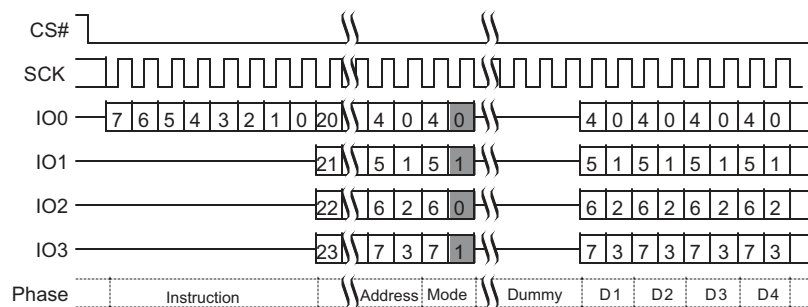 CS#
SCK
IO0 7 6 5 4 3 2 1 0 20 4 0 4 0 4 0 4 0 4 0 4 0
IO1 21 5 1 5 1 5 1 5 1 5 1 5 1
IO2 22 6 2 6 0 6 2 6 2 6 2 6 2
IO3 23 7 3 7 1 7 3 7 3 7 3 7 3
Phase Instruction Address Mode Dummy D1 D2 D3 D4